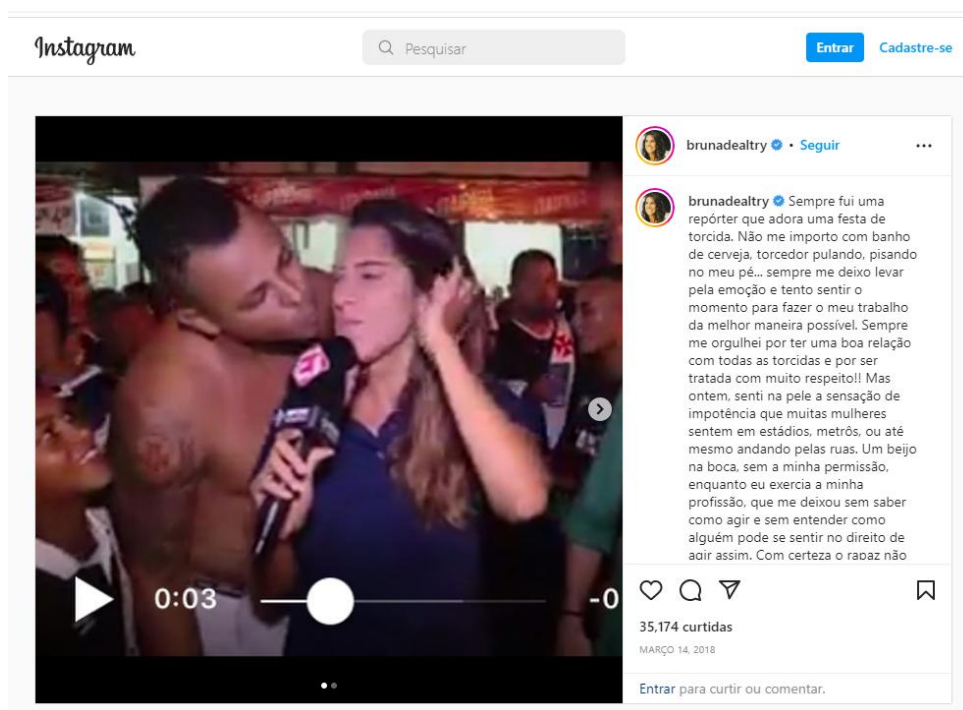 Instagram
Pesquisar
Entrar
Cadastre-se
brunadealtry • Seguir
brunadealtry Sempre fui uma
repórter que adora uma festa de
torcida. Não me importo com banho
de cerveja, torcedor pulando, pisando
no meu pé... sempre me deixo levar
pela emoção e tento sentir o
momento para fazer o meu trabalho
da melhor maneira possível. Sempre
me orgulhei por ter uma boa relação
com todas as torcidas e por ser
tratada com muito respeito!! Mas
ontem, senti na pele a sensação de
impotência que muitas mulheres
sentem em estádios, metrôs, ou até
mesmo andando pelas ruas. Um beijo
na boca, sem a minha permissão,
enquanto eu exercia a minha
profissão, que me deixou sem saber
como agir e sem entender como
alguém pode se sentir no direito de
agir assim. Com certeza o rapaz não
0:03
-0
35,174 curtidas
MARÇO 14, 2018
Entrar para curtir ou comentar.